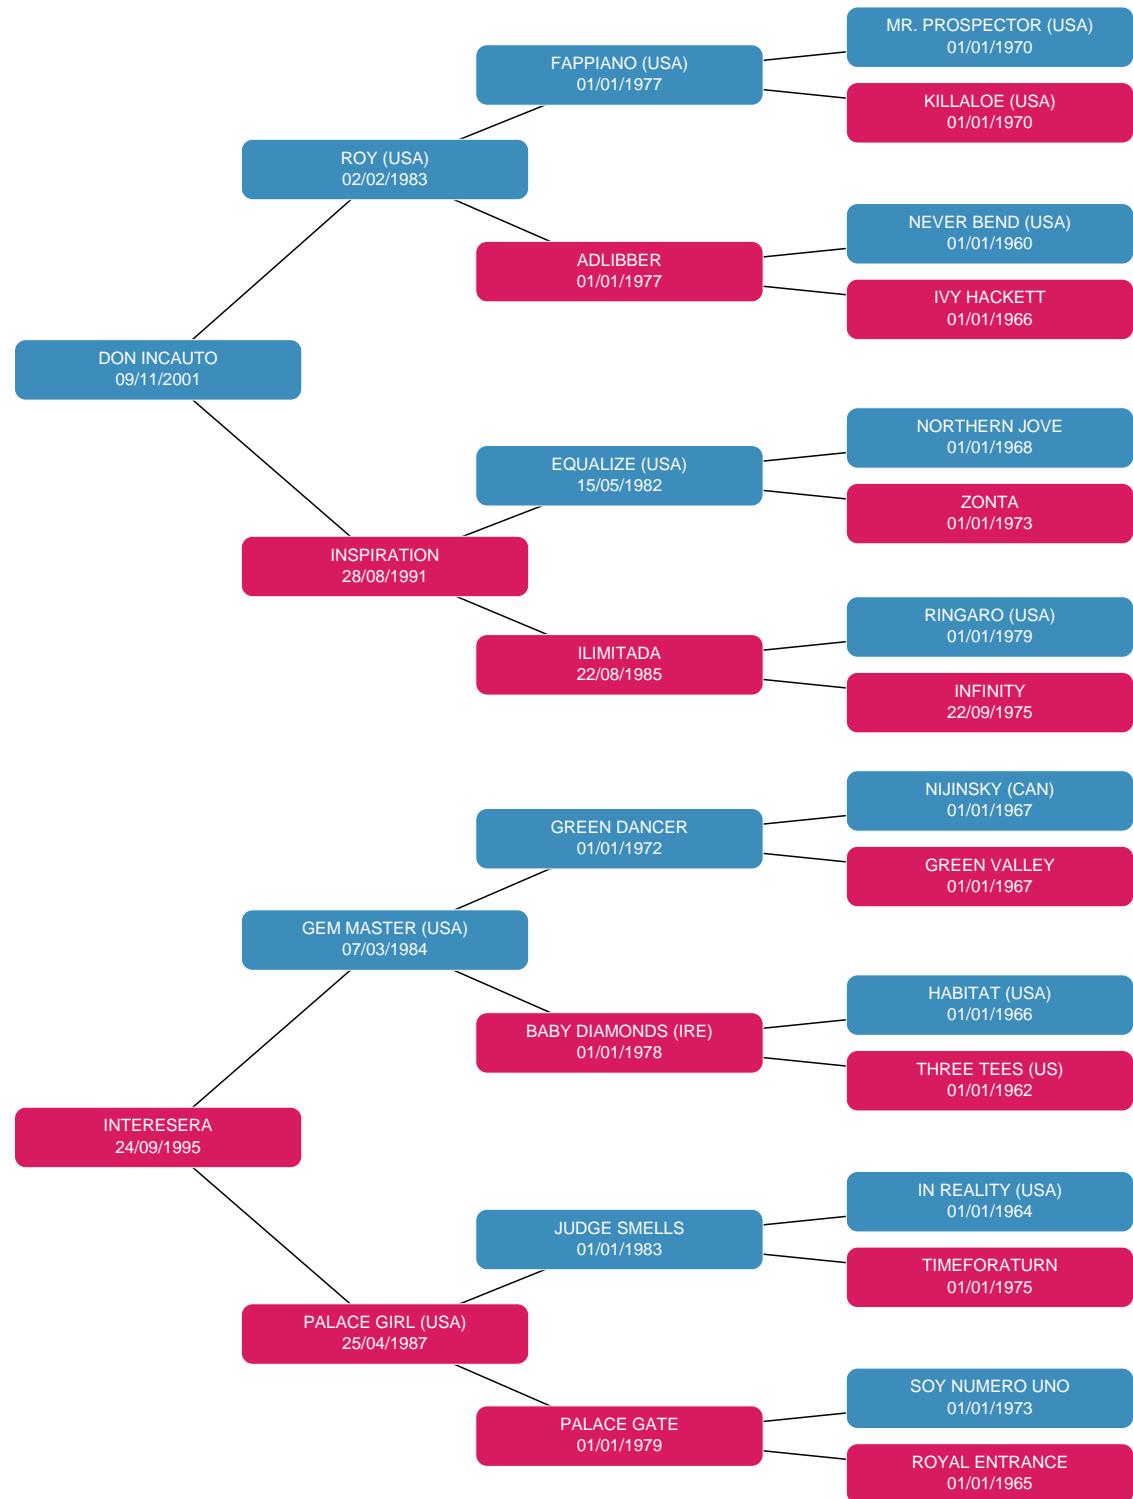 MR. PROSPECTOR (USA)
01/01/1970
FAPPIANO (USA)
01/01/1977
KILLALOE (USA)
01/01/1970
ROY (USA)
02/02/1983
NEVER BEND (USA)
01/01/1960
ADLIBBER
01/01/1977
IVY HACKETT
01/01/1966
DON INCAUTO
09/11/2001
NORTHERN JOVE
01/01/1968
EQUALIZE (USA)
15/05/1982
ZONTA
01/01/1973
INSPIRATION
28/08/1991
RINGARO (USA)
01/01/1979
ILIMITADA
22/08/1985
INFINITY
22/09/1975
NIJINSKY (CAN)
01/01/1967
GREEN DANCER
01/01/1972
GREEN VALLEY
01/01/1967
GEM MASTER (USA)
07/03/1984
HABITAT (USA)
01/01/1966
BABY DIAMONDS (IRE)
01/01/1978
THREE TEES (US)
01/01/1962
INTERESERA
24/09/1995
IN REALITY (USA)
01/01/1964
JUDGE SMELLS
01/01/1983
TIMEFORATURN
01/01/1975
PALACE GIRL (USA)
25/04/1987
SOY NUMERO UNO
01/01/1973
PALACE GATE
01/01/1979
ROYAL ENTRANCE
01/01/1965